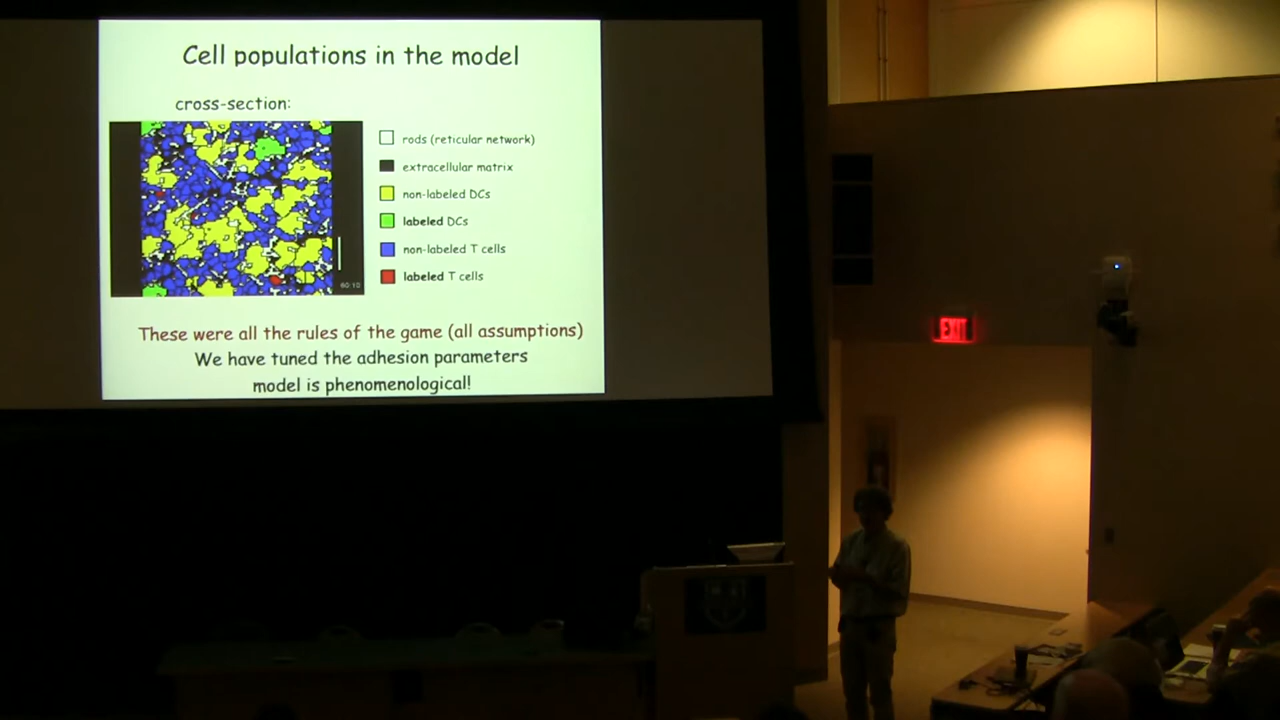 Cell populations in the model
cross-section:
rods (reticular network)
extracellular matrix
non-labeled DCs
labeled DCs
non-labeled T cells
labeled T cells
60:10
These were all the rules of the game (all assumptions)
We have tuned the adhesion parameters
model is phenomenological!
EXIT